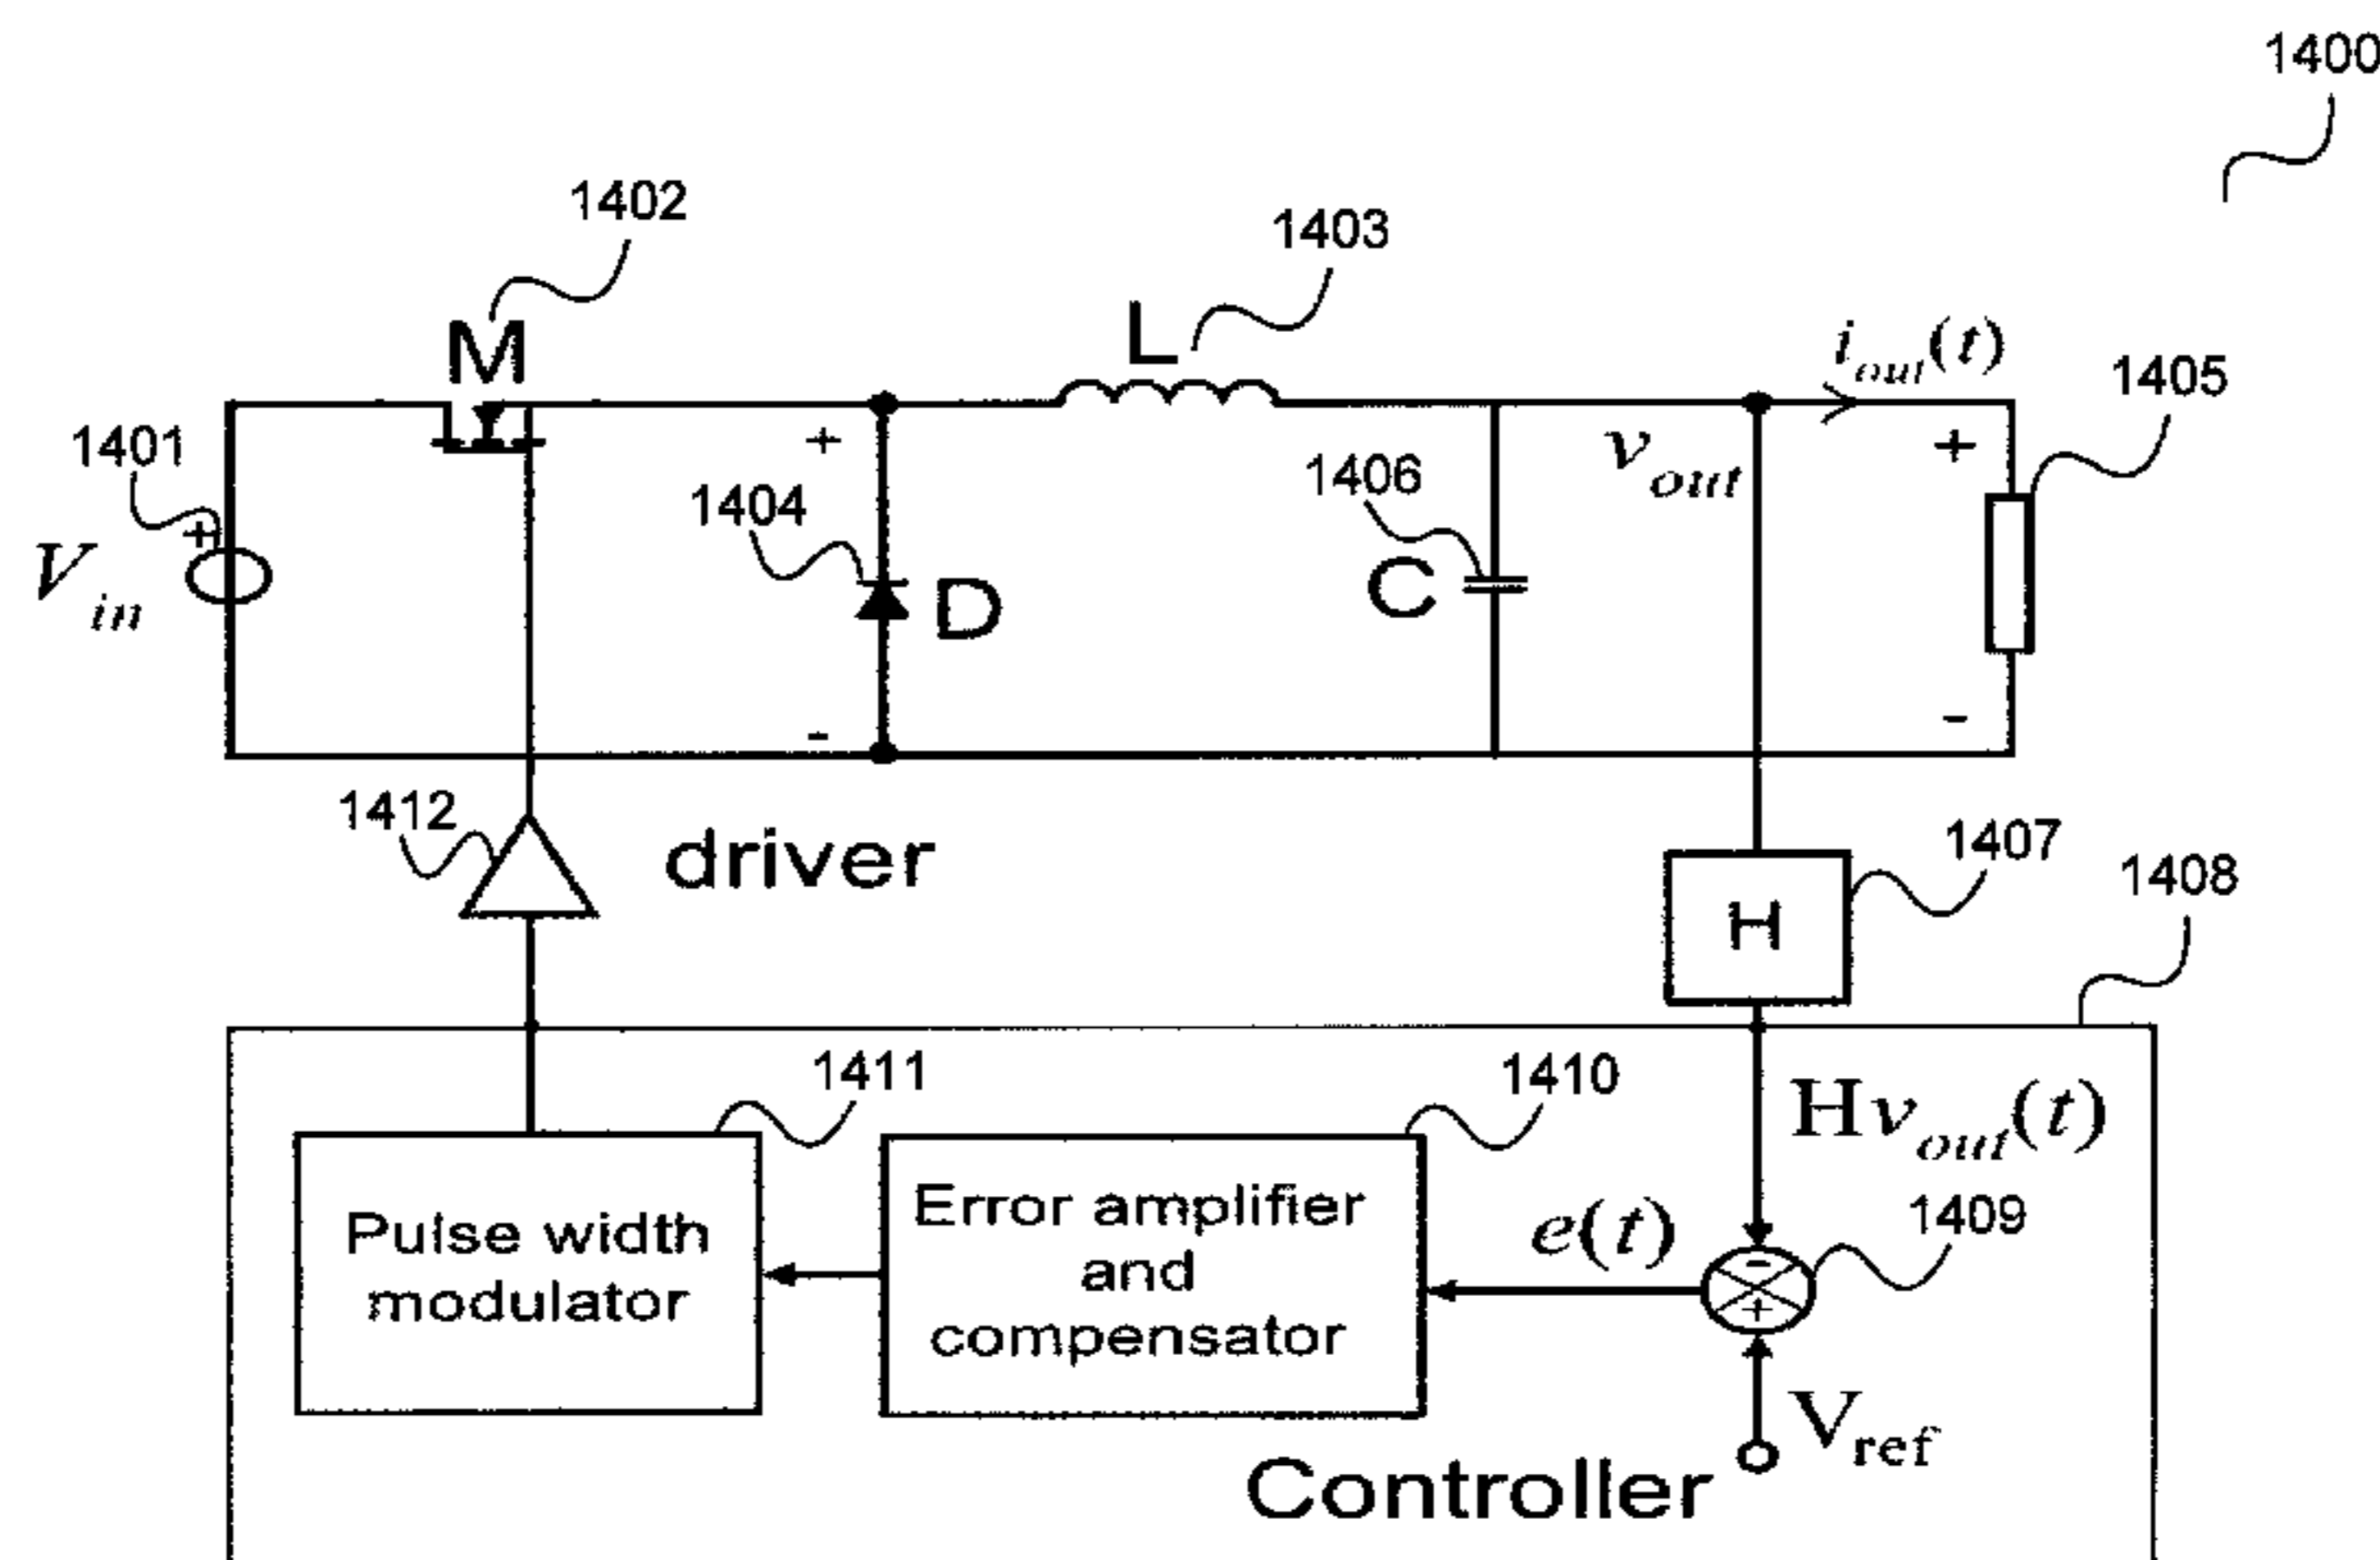 1400
1402
1403
M
L
i_out(t)
1405
1401
+
+
v_out
1406
1404
+
V_in
D
C
-
-
1412
driver
1407
1408
H
1411
1410
Hv_out(t)
1409
Pulse width
modulator
Error amplifier
and
compensator
e(t)
-
+
V_ref
Controller